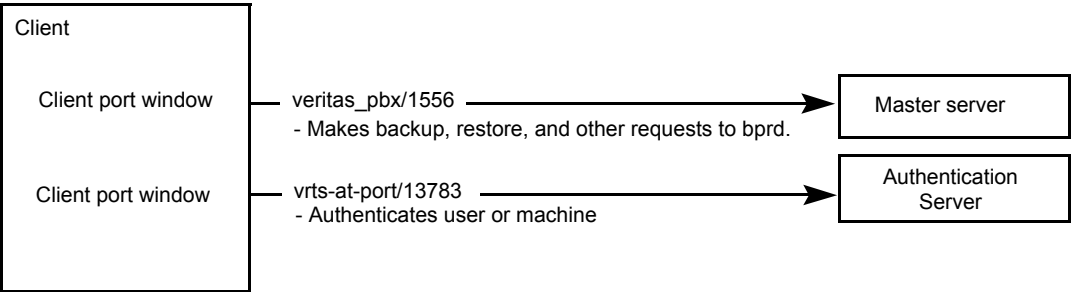 Client
Client port window
veritas_pbx/1556
Master server
- Makes backup, restore, and other requests to bprd.
Client port window
vrts-at-port/13783
Authentication
Server
- Authenticates user or machine